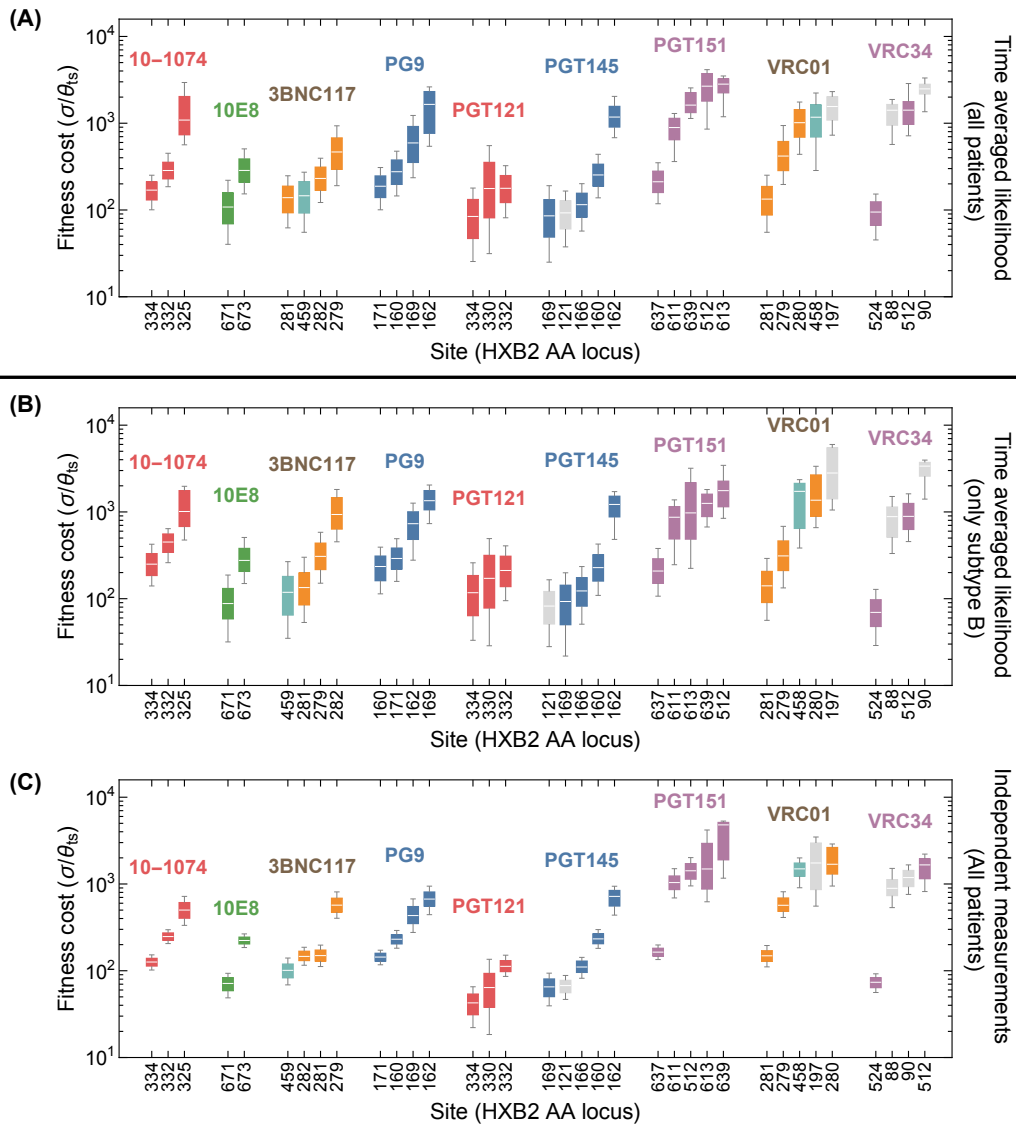 (A)
10–1074
10E8
3BNC117
PG9
PGT121
PGT145
PGT151
VRC01
VRC34
Fitness cost (σ/θts)
10⁴
10³
10²
10¹
334 332 325 671 673 281 459 282 279 171 160 169 162 334 330 332 169 121 166 160 162 637 611 639 512 613 281 279 280 458 197 524 88 512 90
Site (HXB2 AA locus)
Time averaged likelihood
(all patients)
(B)
10–1074
10E8
3BNC117
PG9
PGT121
PGT145
PGT151
VRC01
VRC34
Fitness cost (σ/θts)
10⁴
10³
10²
10¹
334 332 325 671 673 459 281 279 282 160 171 162 169 334 330 332 121 169 166 160 162 637 611 613 639 512 281 279 458 280 197 524 88 512 90
Site (HXB2 AA locus)
Time averaged likelihood
(only subtype B)
(C)
10–1074
10E8
3BNC117
PG9
PGT121
PGT145
PGT151
VRC01
VRC34
Fitness cost (σ/θts)
10⁴
10³
10²
10¹
334 332 325 671 673 459 282 281 279 171 160 169 162 334 330 332 169 121 166 160 162 637 611 512 613 639 281 279 458 197 280 524 88 90 512
Site (HXB2 AA locus)
Independent measurements
(All patients)